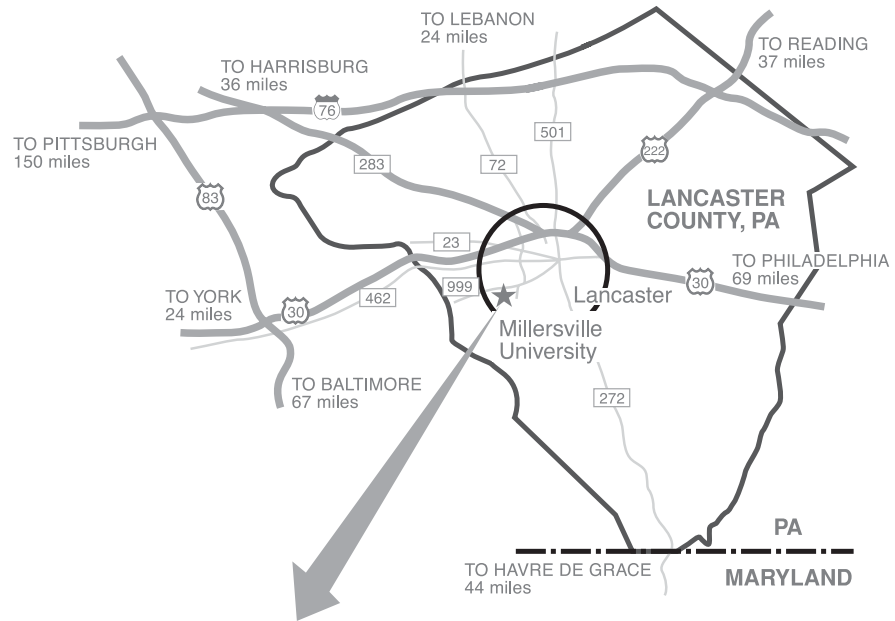 TO LEBANON
24 miles
TO READING
37 miles
TO HARRISBURG
36 miles
76
TO PITTSBURGH
150 miles
501
222
283
72
83
LANCASTER
COUNTY, PA
23
TO PHILADELPHIA
69 miles
30
TO YORK
24 miles
30
462
999
Lancaster
Millersville
University
TO BALTIMORE
67 miles
272
PA
TO HAVRE DE GRACE
44 miles
MARYLAND